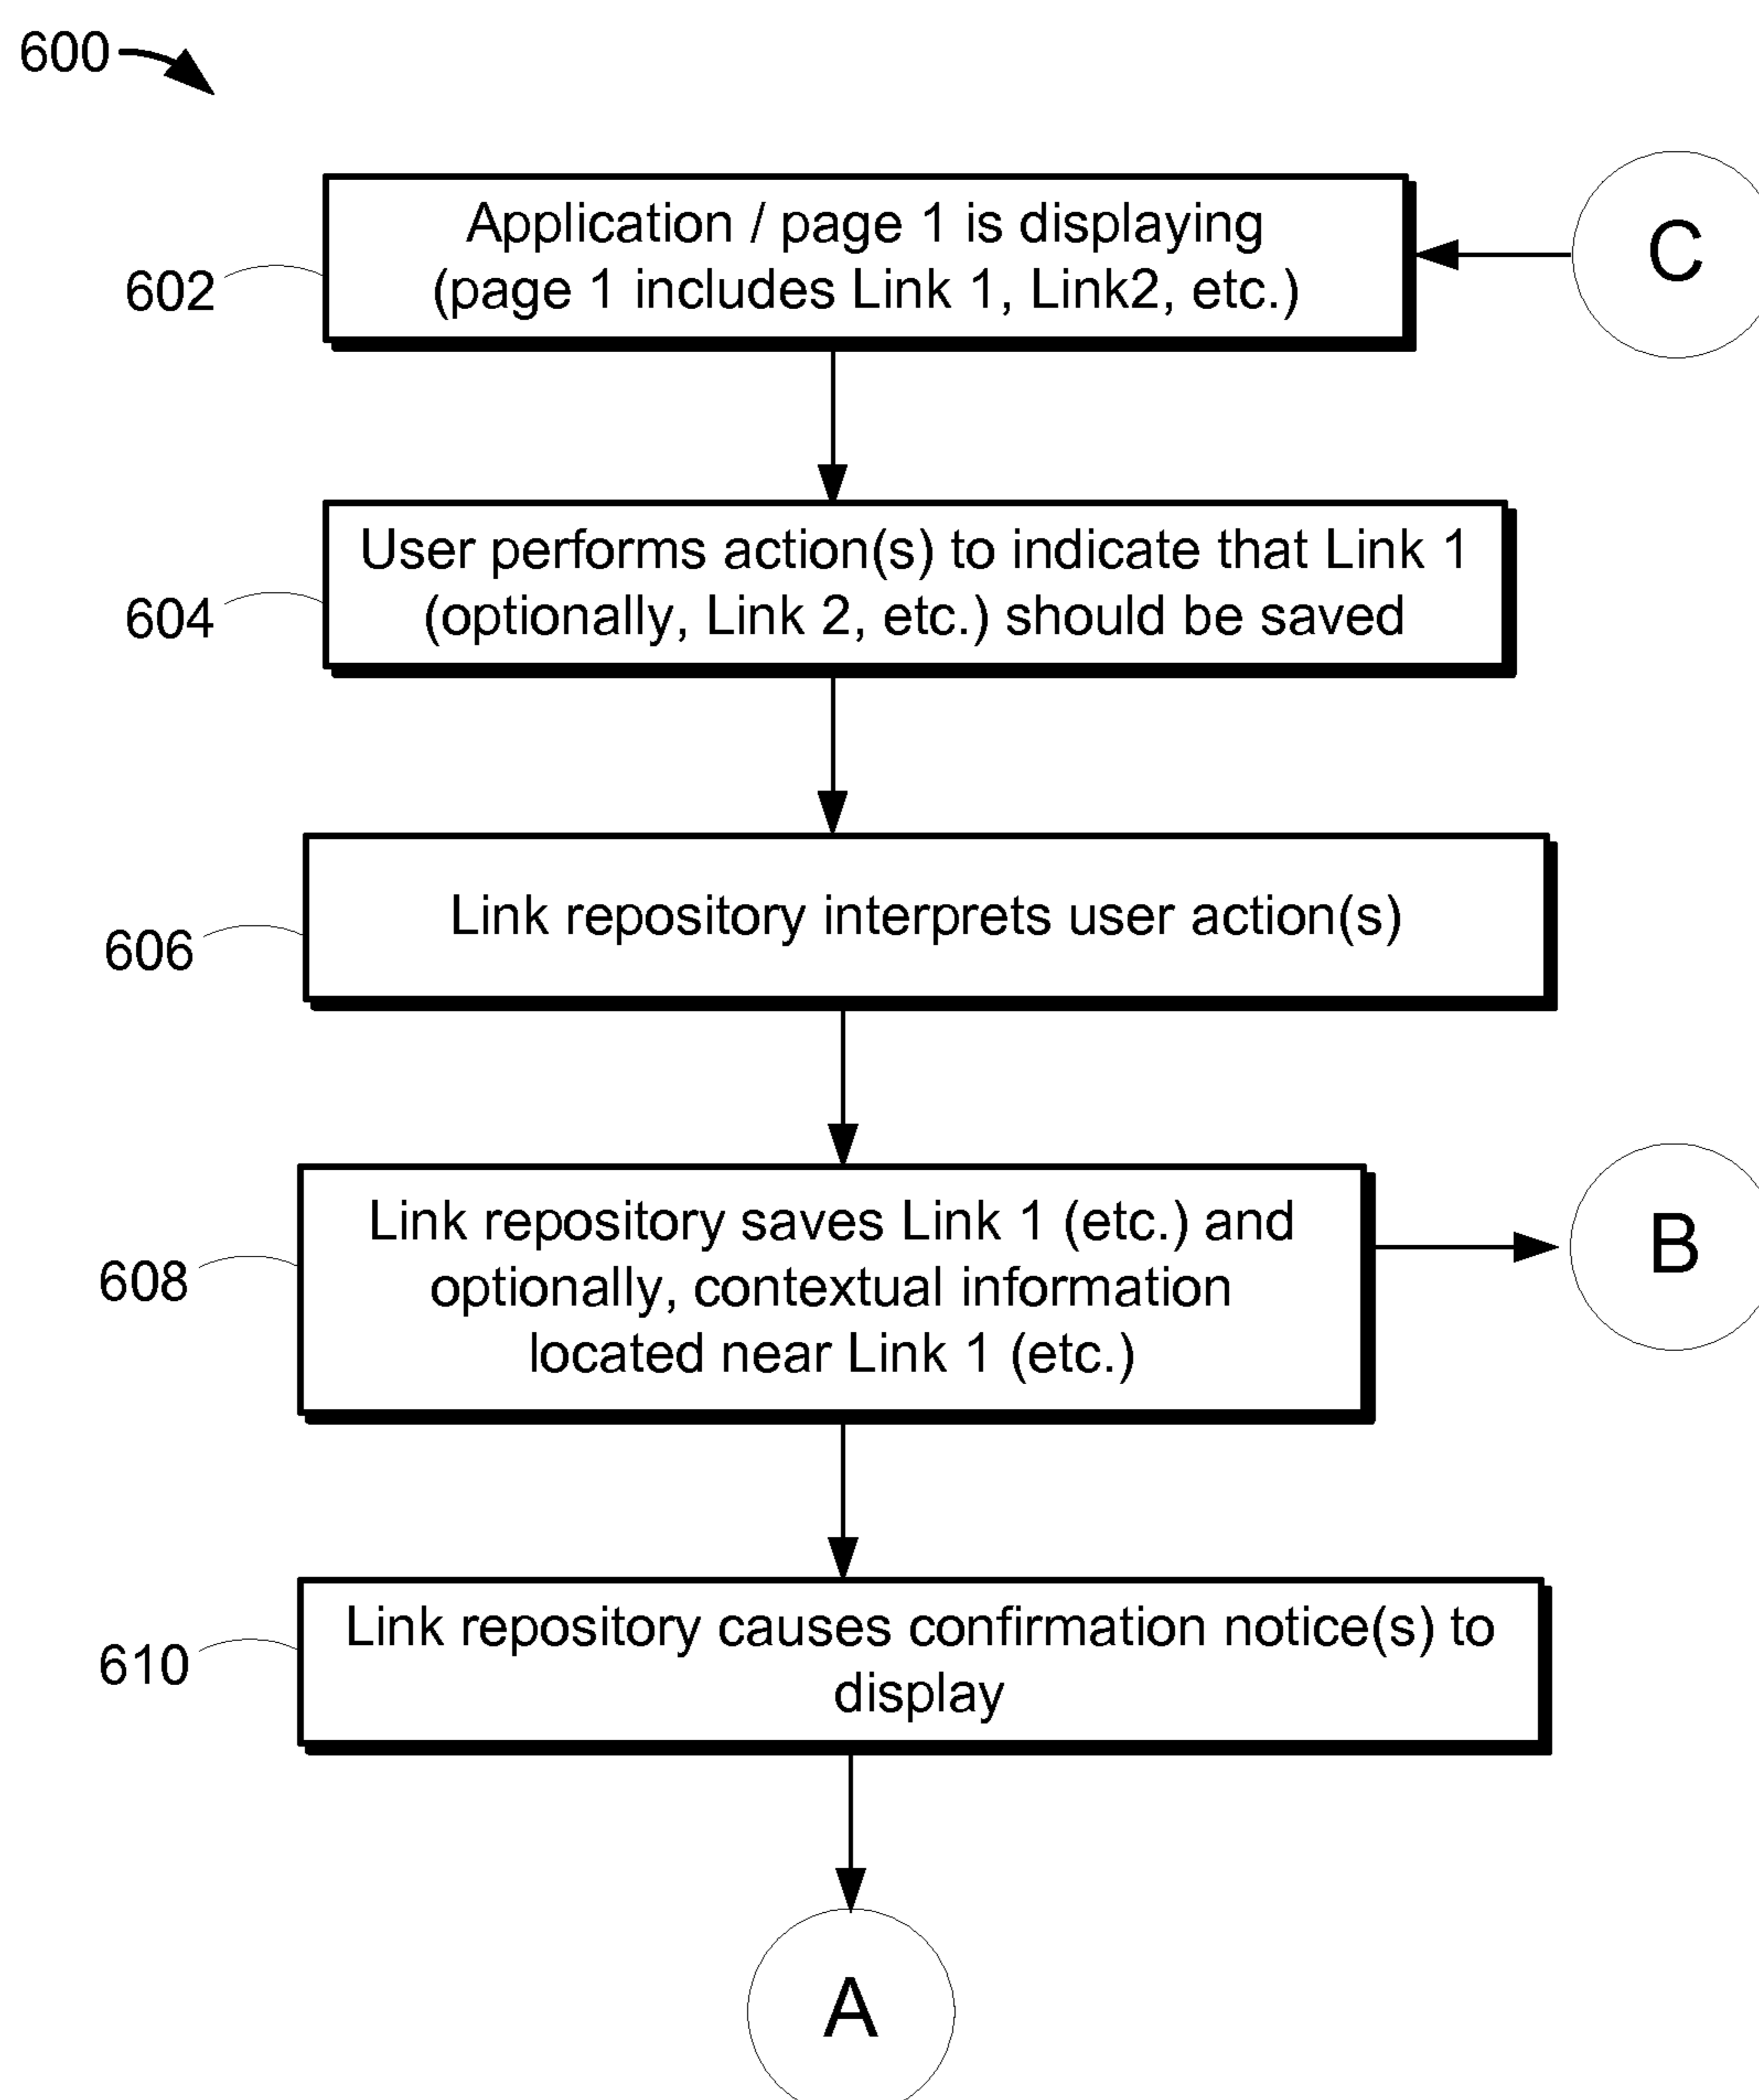 600
Application / page 1 is displaying
(page 1 includes Link 1, Link2, etc.)
C
602
User performs action(s) to indicate that Link 1
(optionally, Link 2, etc.) should be saved
604
Link repository interprets user action(s)
606
Link repository saves Link 1 (etc.) and
optionally, contextual information
located near Link 1 (etc.)
B
608
Link repository causes confirmation notice(s) to
display
610
A